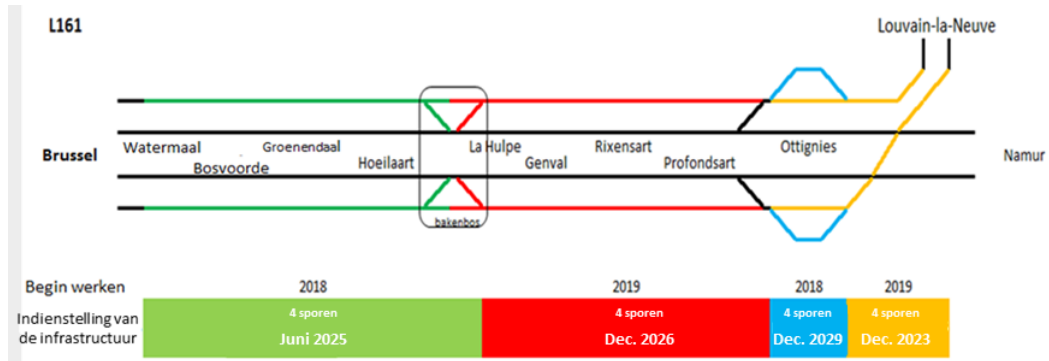 L161
Louvain-la-Neuve
Brussel
Watermaal
Bosvoorde
Groenendaal
Hoeilaart
La Hulpe
Genval
Rixensart
Profondsart
Ottignies
Namur
bakenbos
Begin werken
2018
2019
2018
2019
Indienstelling van
de infrastructuur
4 sporen
Juni 2025
4 sporen
Dec. 2026
4 sporen
Dec. 2029
4 sporen
Dec. 2023